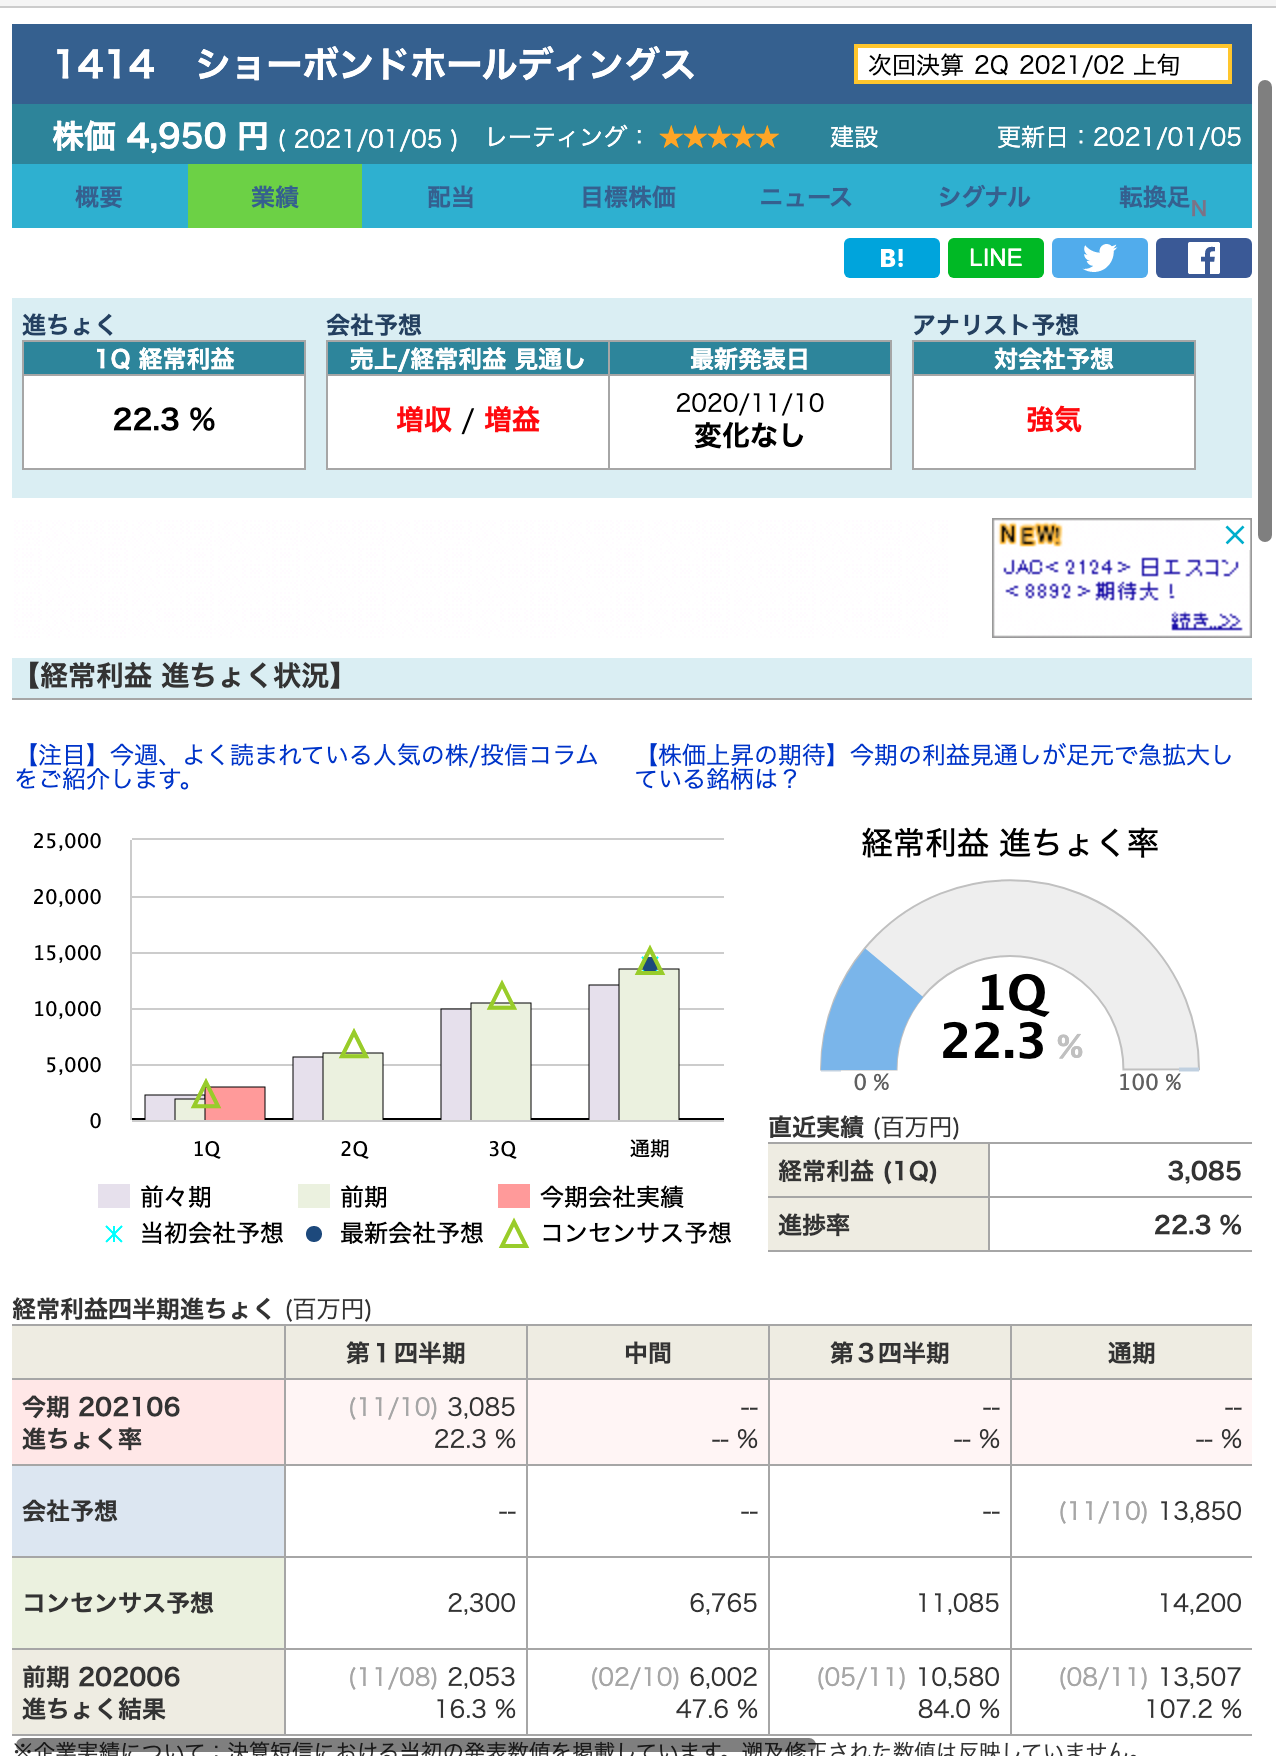 1414　ショーボンドホールディングス
次回決算 2Q 2021/02 上旬
株価 4,950 円 ( 2021/01/05 ) レーティング： ★★★★★ 建設 更新日：2021/01/05
概要 業績 配当 目標株価 ニュース シグナル 転換足N
B! LINE
進ちょく 会社予想 アナリスト予想
1Q 経常利益 売上/経常利益 見通し 最新発表日 対会社予想
22.3 % 増収 / 増益 2020/11/10 強気
変化なし
NEW!
JAC<2124> 日エスコン
<8892>期待大！
続き..>>
【経常利益 進ちょく状況】
【注目】今週、よく読まれている人気の株/投信コラム
をご紹介します。
【株価上昇の期待】今期の利益見通しが足元で急拡大し
ている銘柄は？
25,000
20,000
15,000
10,000
5,000
0
1Q 2Q 3Q 通期
前々期 前期 今期会社実績
当初会社予想 最新会社予想 コンセンサス予想
経常利益 進ちょく率
1Q
22.3 %
0 % 100 %
直近実績 (百万円)
経常利益 (1Q) 3,085
進捗率 22.3 %
経常利益四半期進ちょく (百万円)
第１四半期 中間 第３四半期 通期
今期 202106 (11/10) 3,085 -- -- --
進ちょく率 22.3 % -- % -- % -- %
会社予想 -- -- -- (11/10) 13,850
コンセンサス予想 2,300 6,765 11,085 14,200
前期 202006 (11/08) 2,053 (02/10) 6,002 (05/11) 10,580 (08/11) 13,507
進ちょく結果 16.3 % 47.6 % 84.0 % 107.2 %
※企業実績について：決算短信における当初の発表数値を掲載しています。遡及修正された数値は反映していません。